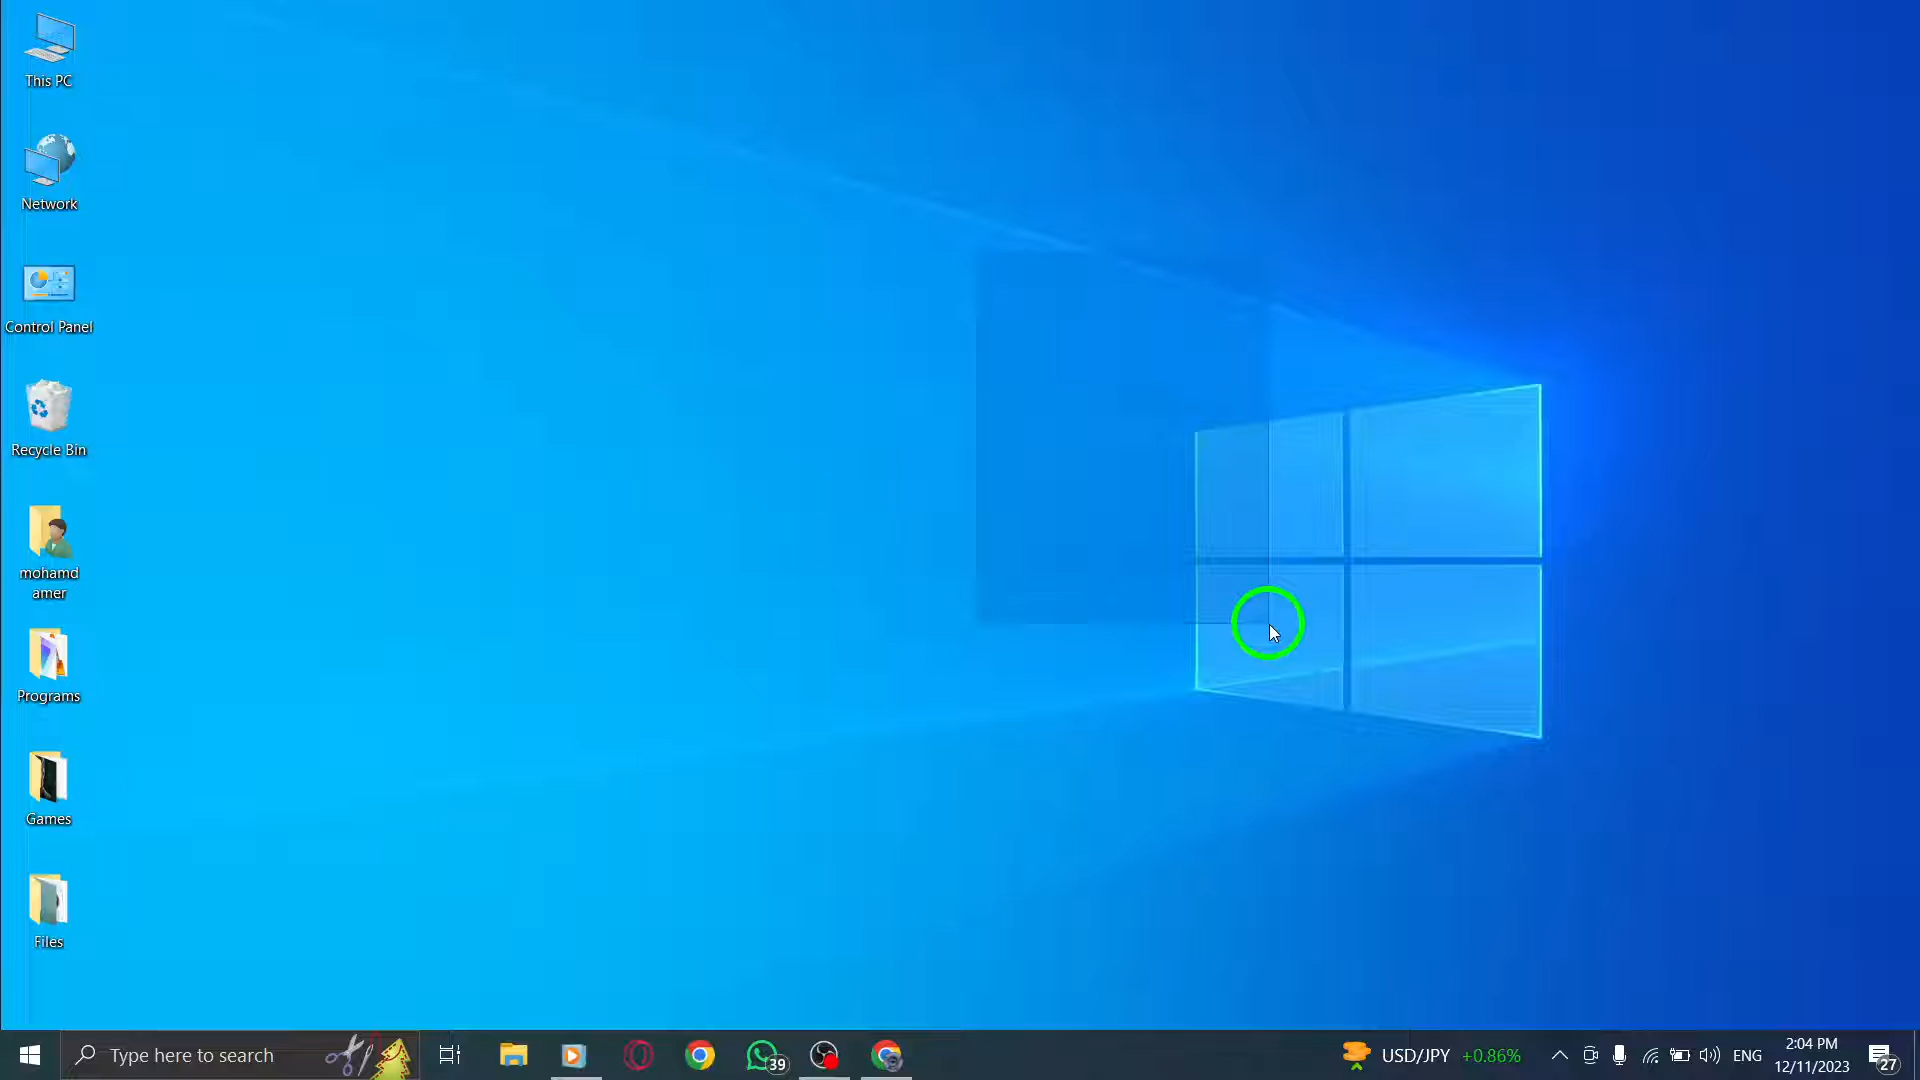 This PC
Network
Control Panel
Recycle Bin
mohamd
amer
Programs
Games
Files
Type here to search
39
USD/JPY +0.86%
ENG
2:04 PM
12/11/2023
27